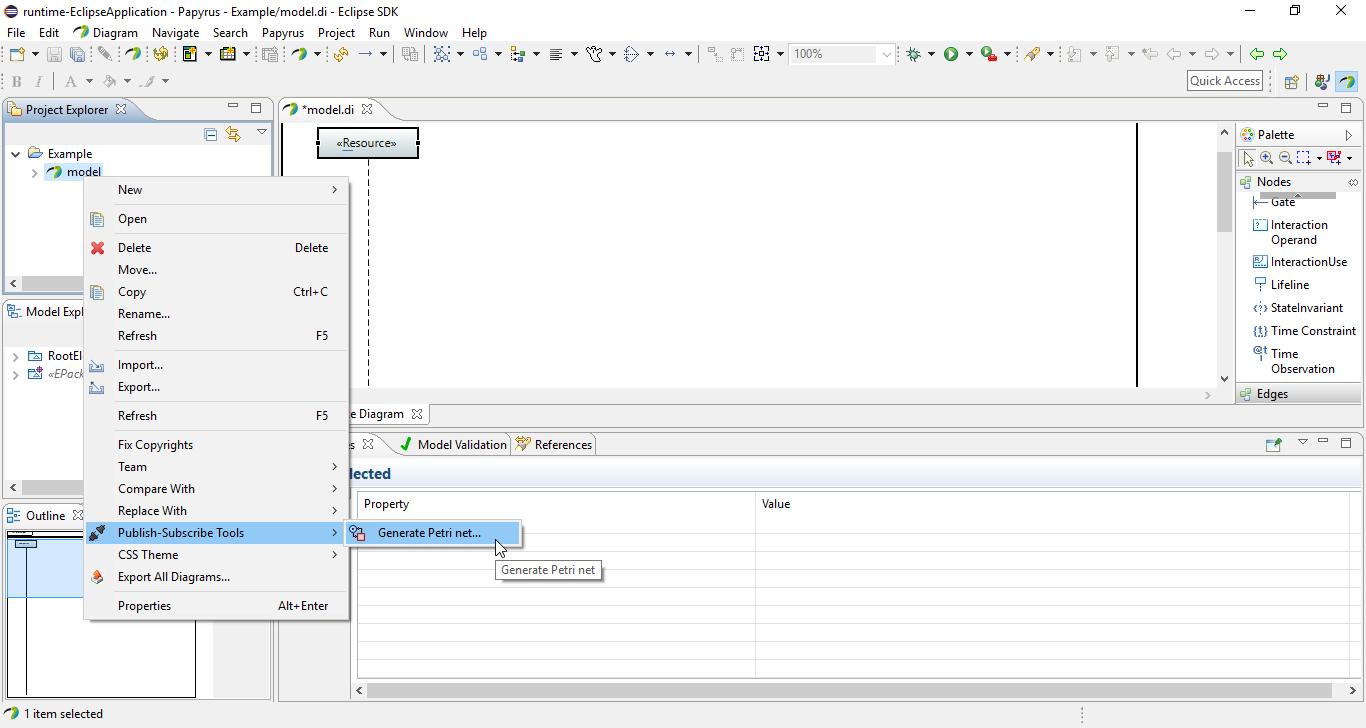 runtime-EclipseApplication - Papyrus - Example/model.di - Eclipse SDK
File Edit Diagram Navigate Search Papyrus Project Run Window Help
100%
B I A
Quick Access
Project Explorer
Example
model
New
Open
Delete Delete
Move...
Copy Ctrl+C
Rename...
Refresh F5
Import...
Export...
Refresh F5
Fix Copyrights
Team
Compare With
Replace With
Publish-Subscribe Tools
CSS Theme
Export All Diagrams...
Properties Alt+Enter
Generate Petri net...
Generate Petri net
Model Expl
RootEl
«EPack
Outline
*model.di
«Resource»
e Diagram
Palette
Nodes
Gate
Interaction
Operand
InteractionUse
Lifeline
StateInvariant
Time Constraint
Time
Observation
Edges
s Model Validation References
lected
Property Value
1 item selected